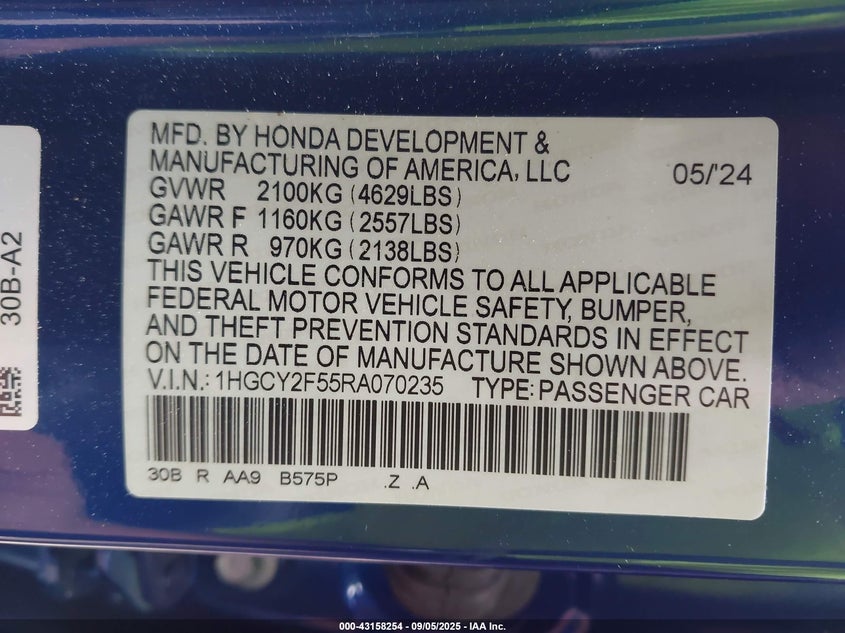 MFD. BY HONDA DEVELOPMENT &
MANUFACTURING OF AMERICA, LLC 05/'24
GVWR 2100KG (4629LBS)
GAWR F 1160KG (2557LBS)
GAWR R 970KG (2138LBS)
THIS VEHICLE CONFORMS TO ALL APPLICABLE
FEDERAL MOTOR VEHICLE SAFETY, BUMPER,
AND THEFT PREVENTION STANDARDS IN EFFECT
ON THE DATE OF MANUFACTURE SHOWN ABOVE.
V.I.N.: 1HGCY2F55RA070235 TYPE: PASSENGER CAR
30B R AA9 B575P .Z .A
30B-A2
000-43158254 - 09/05/2025 - IAA Inc.